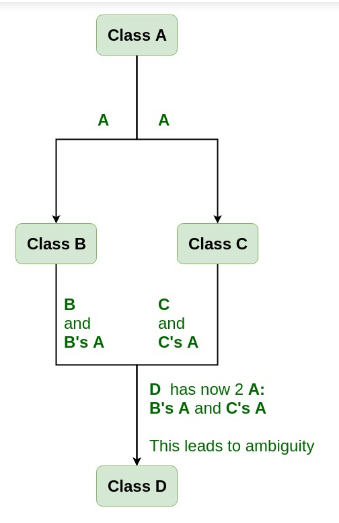 Class A
A A
Class B Class C
B C
and and
B's A C's A
D has now 2 A:
B's A and C's A
This leads to ambiguity
Class D